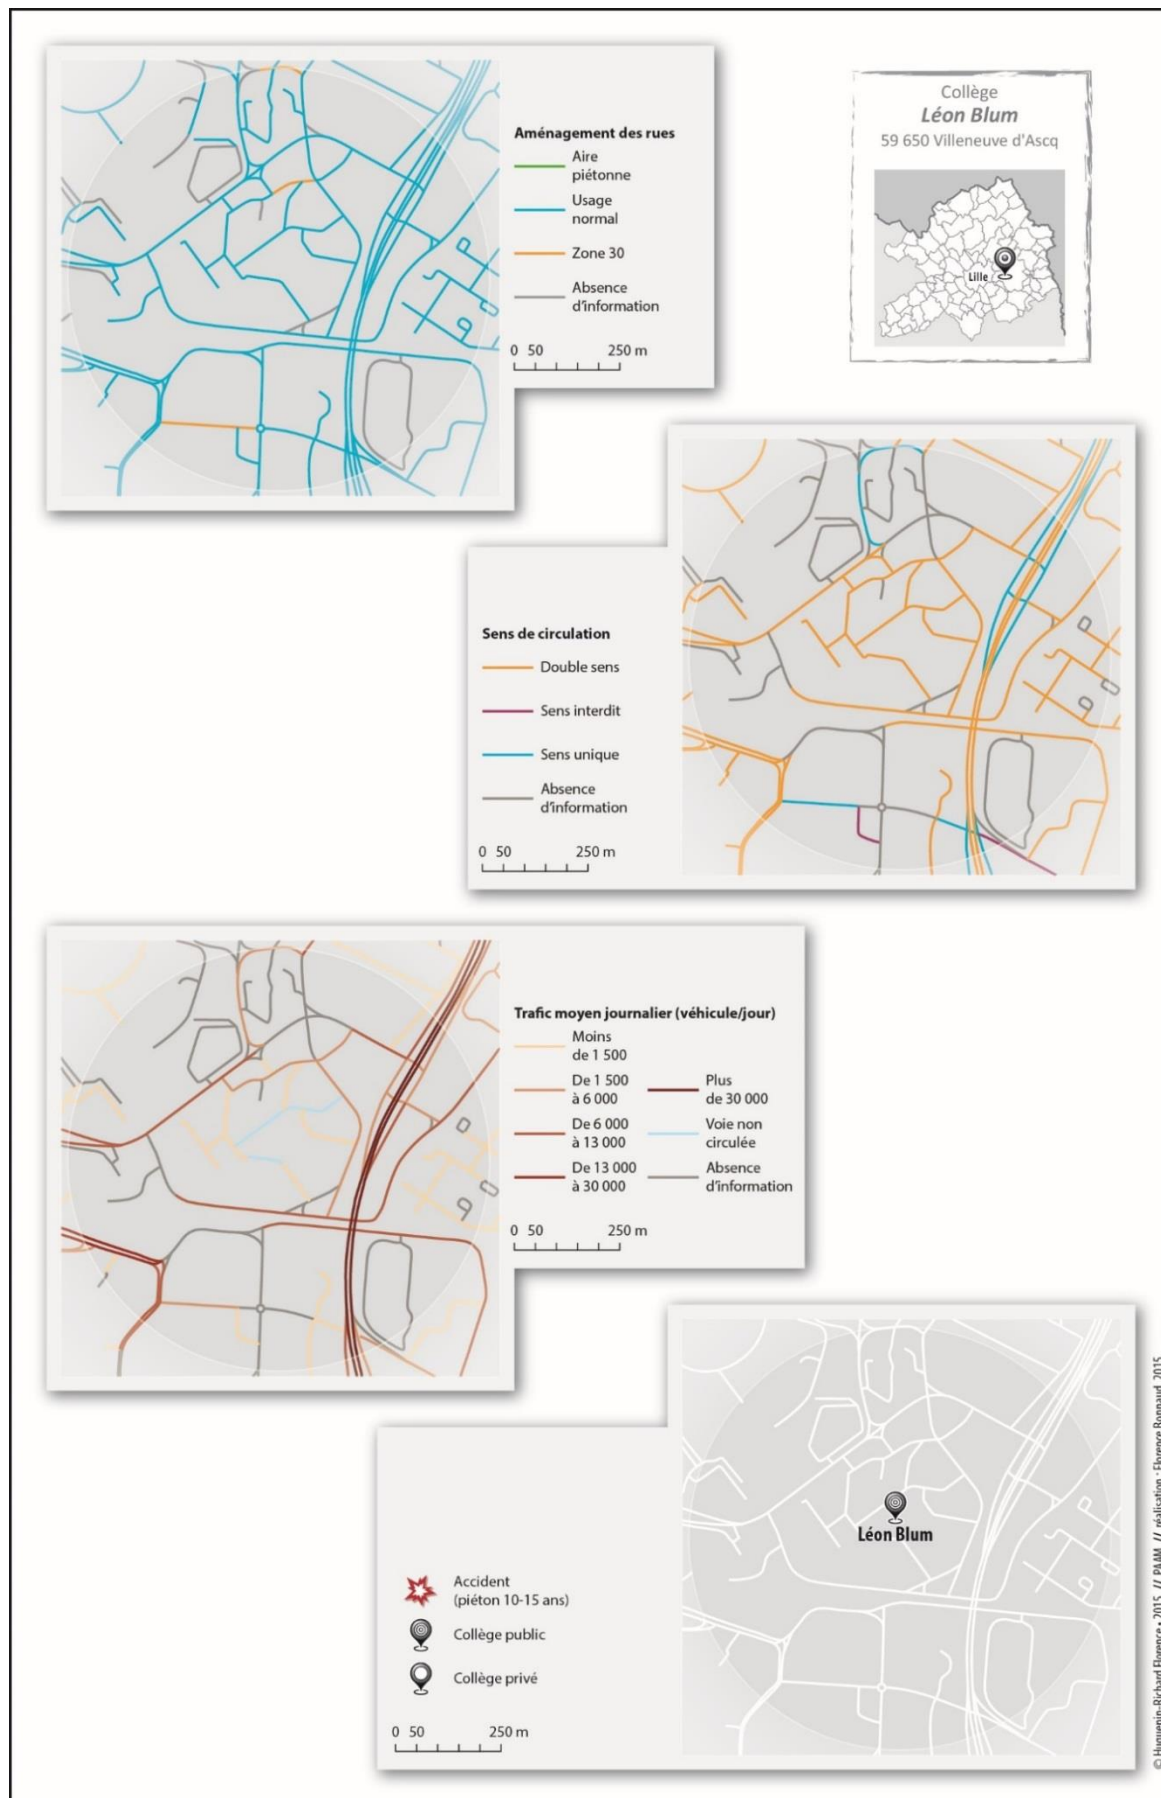 Collège
Léon Blum
59 650 Villeneuve d'Ascq
Lille
Aménagement des rues
Aire
piétonne
Usage
normal
Zone 30
Absence
d'information
0 50 250 m
Sens de circulation
Double sens
Sens interdit
Sens unique
Absence
d'information
0 50 250 m
Trafic moyen journalier (véhicule/jour)
Moins
de 1 500
De 1 500
à 6 000
Plus
de 30 000
De 6 000
à 13 000
Voie non
circulée
De 13 000
à 30 000
Absence
d'information
0 50 250 m
Léon Blum
Accident
(piéton 10-15 ans)
Collège public
Collège privé
0 50 250 m
© Huguenin-Richard Florence • 2015 // PAAM // réalisation : Florence Bonnaud, 2015